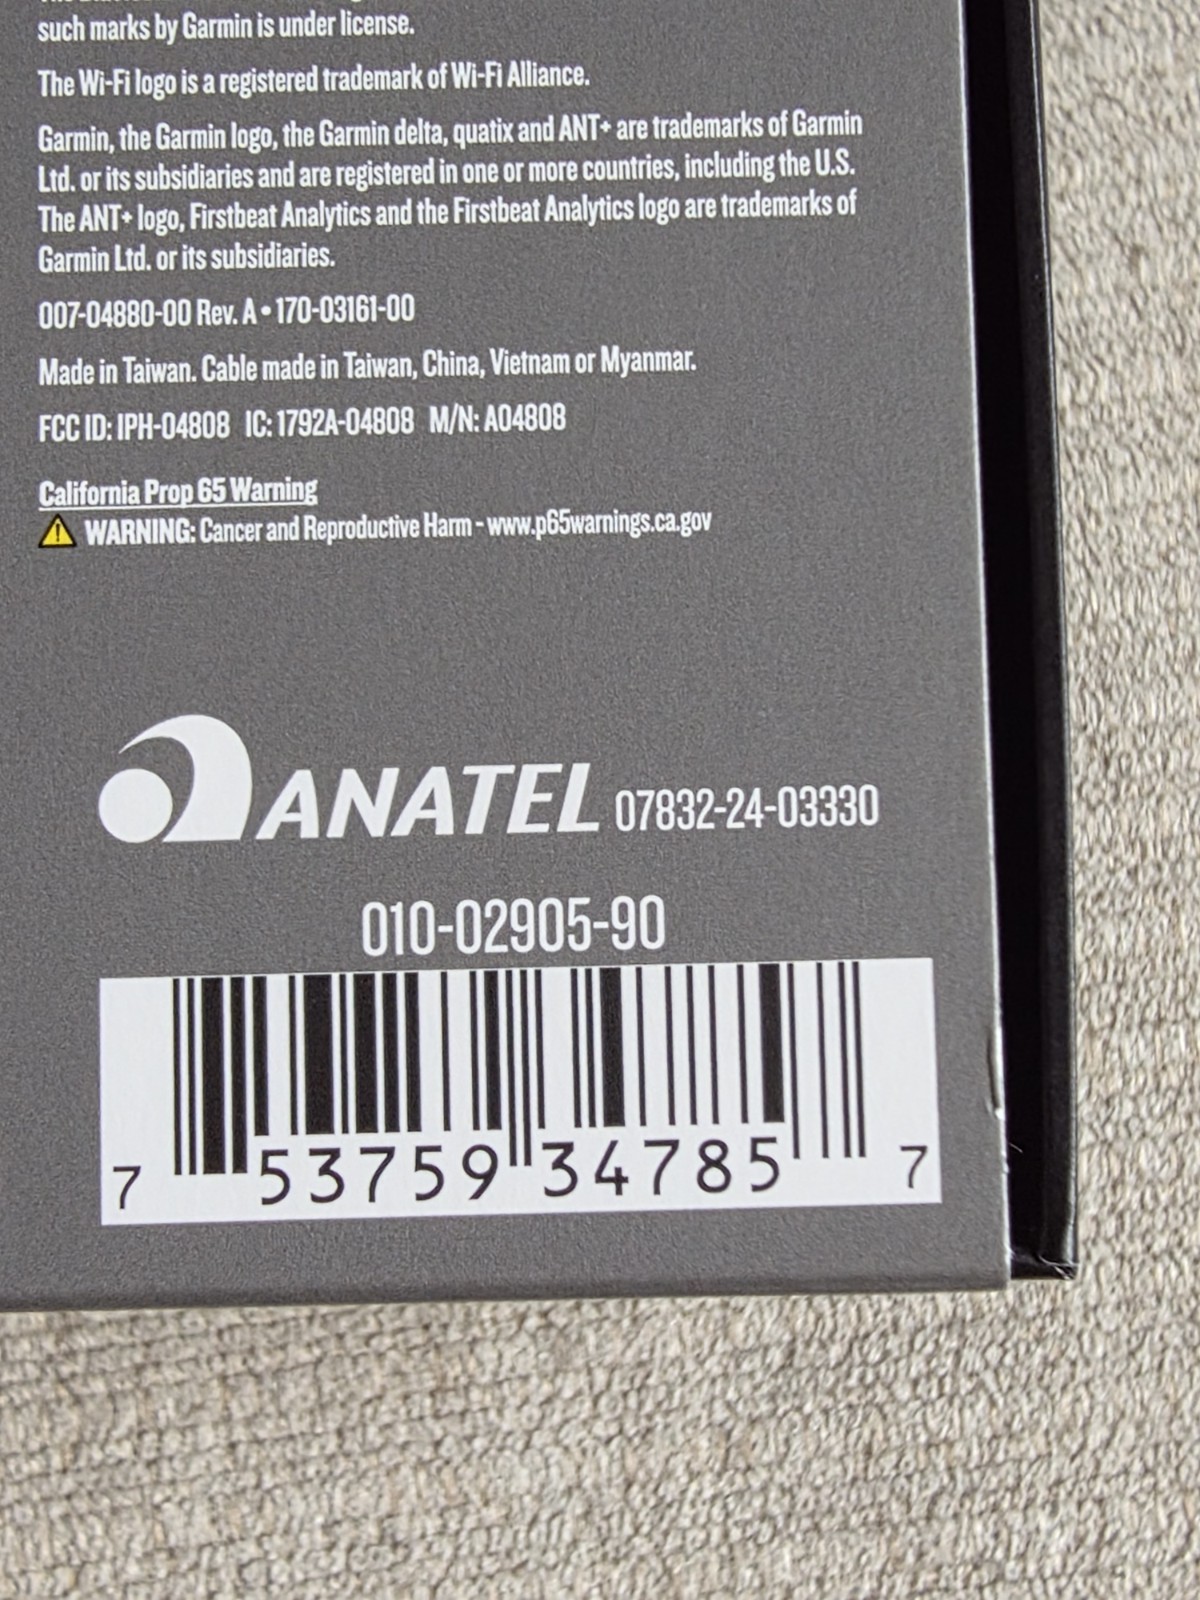 such marks by Garmin is under license.
The Wi-Fi logo is a registered trademark of Wi-Fi Alliance.
Garmin, the Garmin logo, the Garmin delta, quatix and ANT+ are trademarks of Garmin
Ltd. or its subsidiaries and are registered in one or more countries, including the U.S.
The ANT+ logo, Firstbeat Analytics and the Firstbeat Analytics logo are trademarks of
Garmin Ltd. or its subsidiaries.
007-04880-00 Rev. A • 170-03161-00
Made in Taiwan. Cable made in Taiwan, China, Vietnam or Myanmar.
FCC ID: IPH-04808 IC: 1792A-04808 M/N: A04808
California Prop 65 Warning
WARNING: Cancer and Reproductive Harm - www.p65warnings.ca.gov
ANATEL 07832-24-03330
010-02905-90
7 53759 34785 7